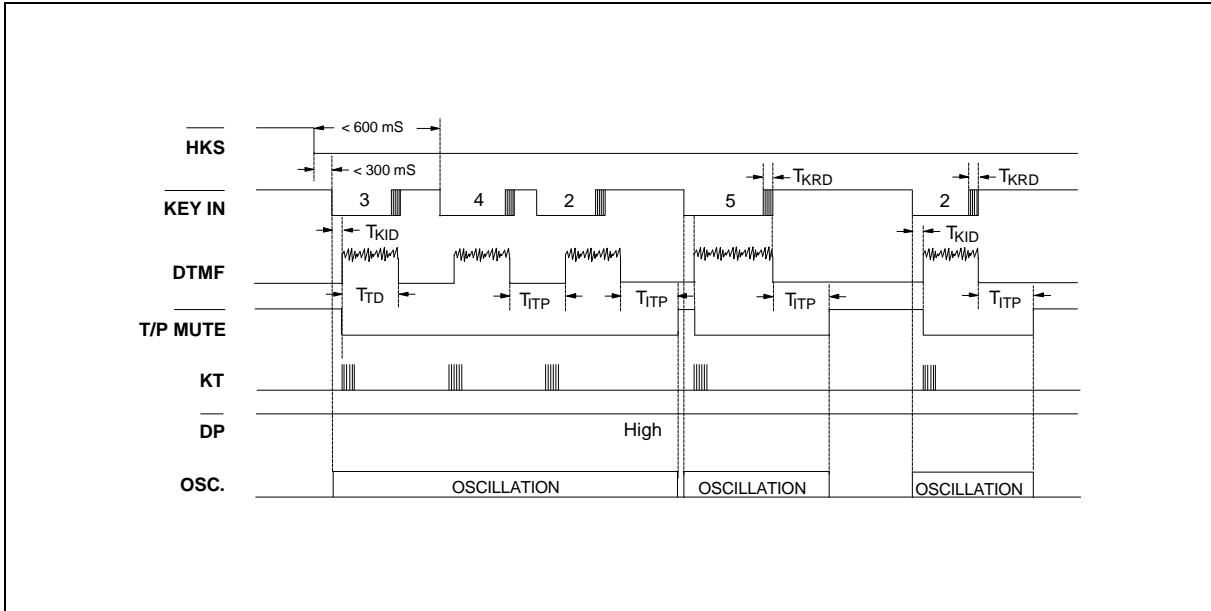 < 600 mS
HKS
< 300 mS
TKRD TKRD
KEY IN 3 4 2 5 2
TKID TKID
DTMF
TTD TITP TITP TITP TITP
T/P MUTE
KT
DP High
OSC. OSCILLATION OSCILLATION OSCILLATION